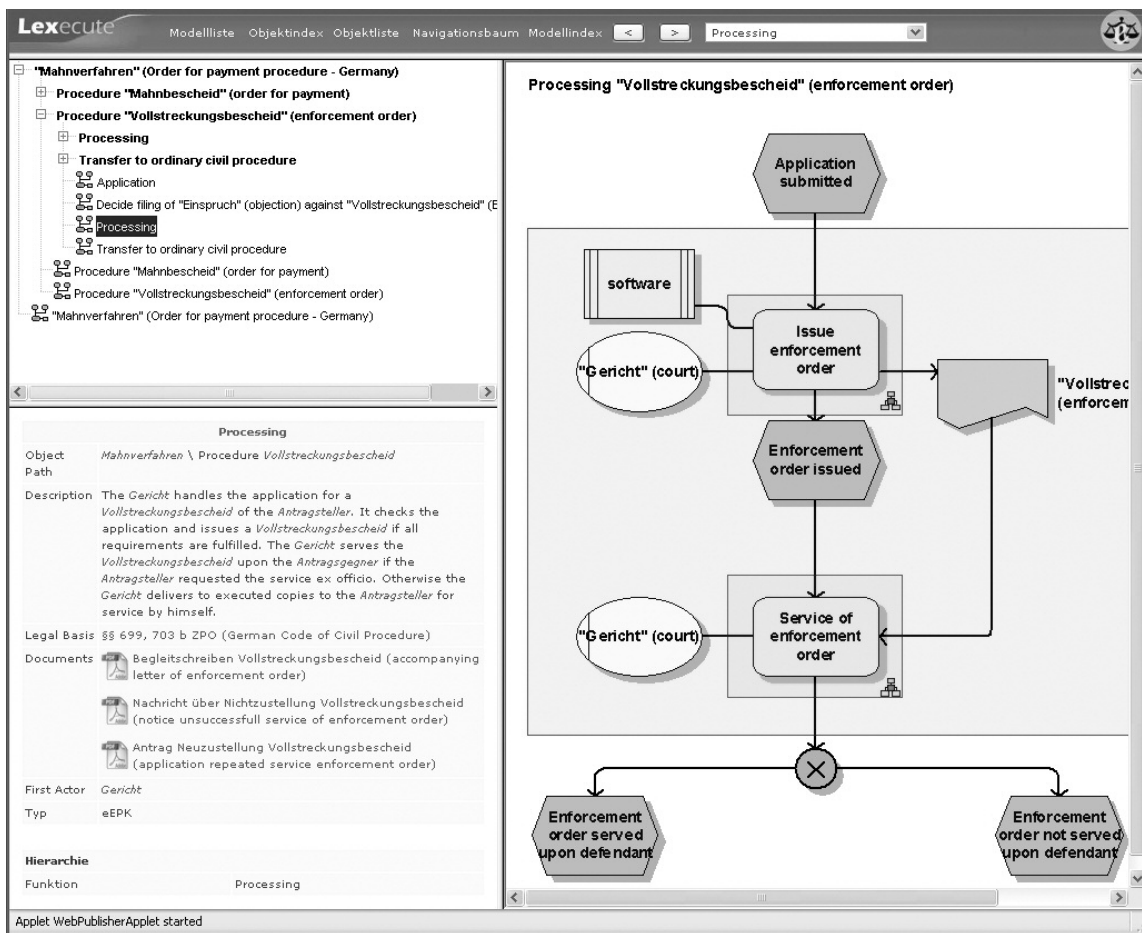 Lexecute
Modellliste Objektindex Objektliste Navigationsbaum Modellindex < > Processing
"Mahnverfahren" (Order for payment procedure - Germany)
Procedure "Mahnbescheid" (order for payment)
Procedure "Vollstreckungsbescheid" (enforcement order)
Processing
Transfer to ordinary civil procedure
Application
Decide filing of "Einspruch" (objection) against "Vollstreckungsbescheid" (E
Processing
Transfer to ordinary civil procedure
Procedure "Mahnbescheid" (order for payment)
Procedure "Vollstreckungsbescheid" (enforcement order)
"Mahnverfahren" (Order for payment procedure - Germany)
Processing
Object Path
Mahnverfahren \ Procedure Vollstreckungsbescheid
Description
The Gericht handles the application for a
Vollstreckungsbescheid of the Antragsteller. It checks the
application and issues a Vollstreckungsbescheid if all
requirements are fulfilled. The Gericht serves the
Vollstreckungsbescheid upon the Antragsgegner if the
Antragsteller requested the service ex officio. Otherwise the
Gericht delivers to executed copies to the Antragsteller for
service by himself.
Legal Basis §§ 699, 703 b ZPO (German Code of Civil Procedure)
Documents
Begleitschreiben Vollstreckungsbescheid (accompanying
letter of enforcement order)
Nachricht über Nichtzustellung Vollstreckungsbescheid
(notice unsuccessfull service of enforcement order)
Antrag Neuzustellung Vollstreckungsbescheid
(application repeated service enforcement order)
First Actor Gericht
Typ eEPK
Hierarchie
Funktion Processing
Processing "Vollstreckungsbescheid" (enforcement order)
Application
submitted
software
Issue
enforcement
order
"Gericht" (court)
"Vollstrec
(enforcem
Enforcement
order issued
Service of
enforcement
order
"Gericht" (court)
Enforcement
order served
upon defendant
Enforcement
order not served
upon defendant
Applet WebPublisherApplet started